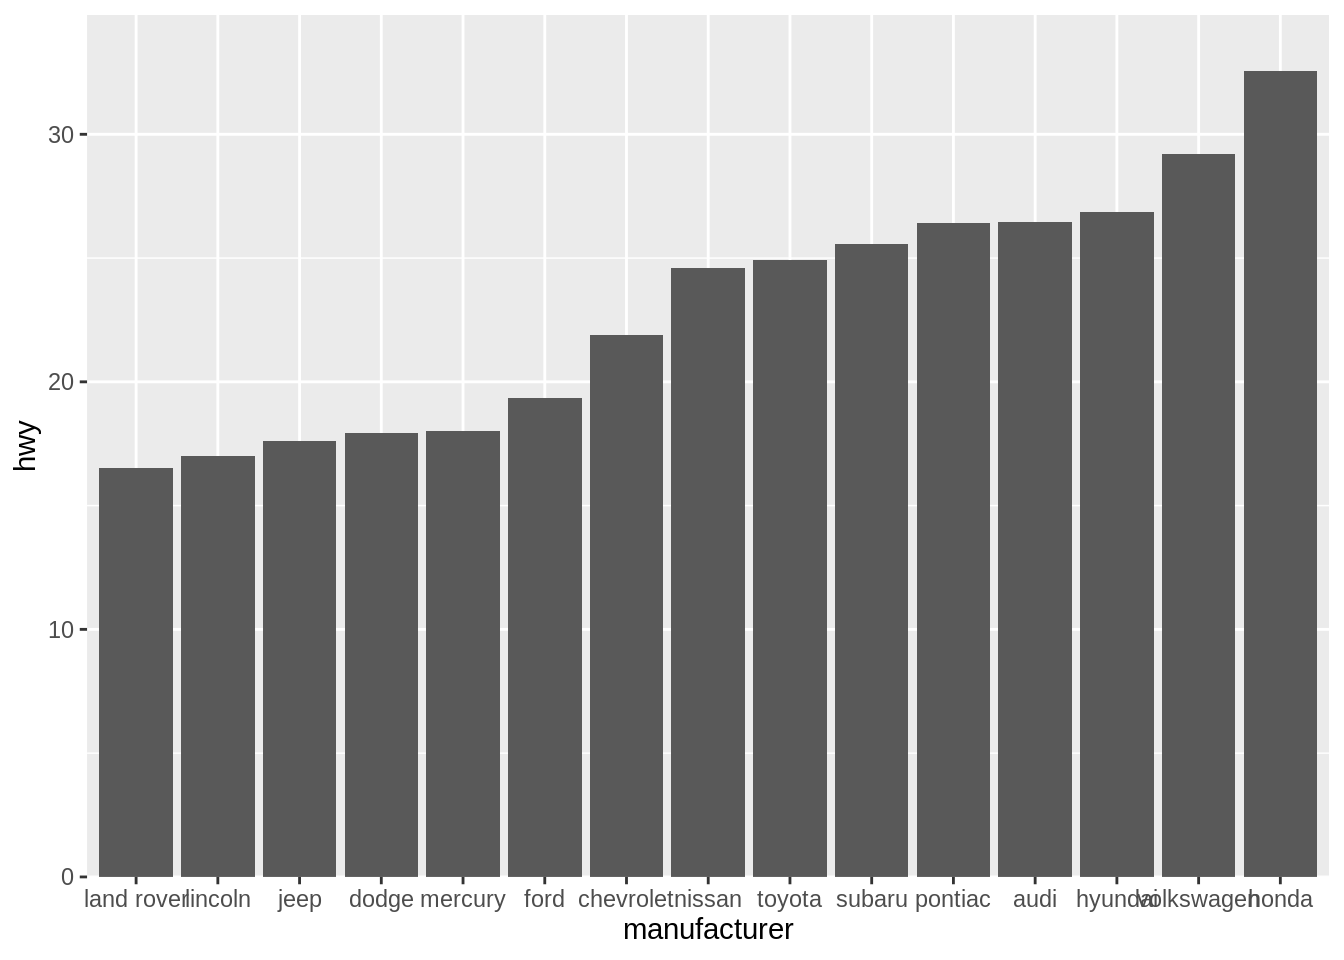 30
20
10
0
hwy
land rover lincoln jeep dodge mercury ford chevrolet nissan toyota subaru pontiac audi hyundai volkswagen honda
manufacturer